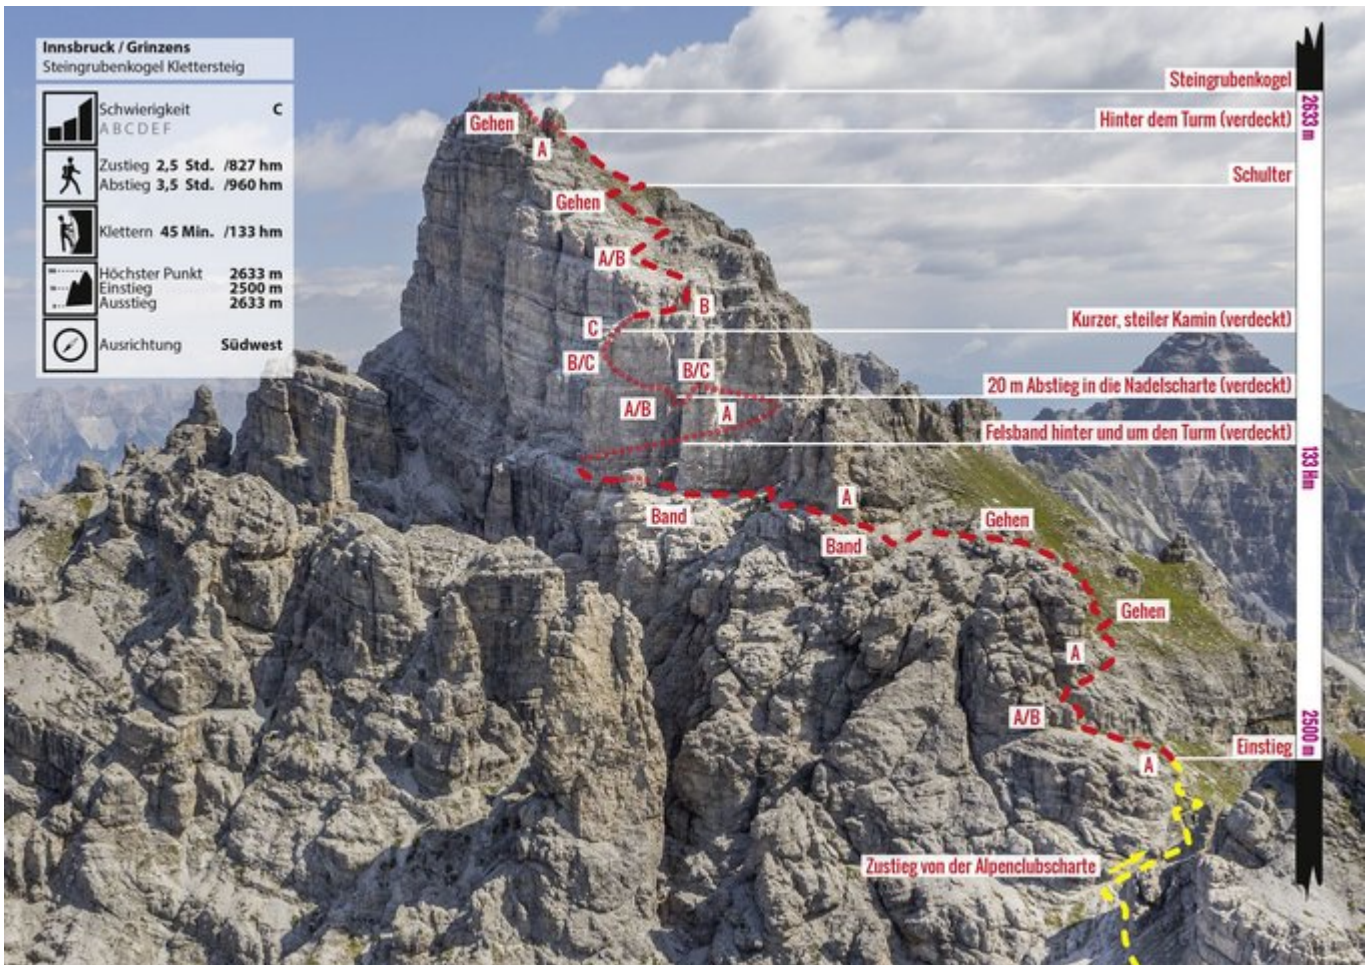 Innsbruck / Grinzens
Steingrubenkogel Klettersteig
Schwierigkeit C
A B C D E F
Zustieg 2,5 Std. /827 hm
Abstieg 3,5 Std. /960 hm
Klettern 45 Min. /133 hm
Höchster Punkt 2633 m
Einstieg 2500 m
Ausstieg 2633 m
Ausrichtung Südwest
Steingrubenkogel
2633 m
Gehen
Hinter dem Turm (verdeckt)
A
Schulter
Gehen
A/B
B
C
Kurzer, steiler Kamin (verdeckt)
B/C
B/C
20 m Abstieg in die Nadelscharte (verdeckt)
A/B
A
Felsband hinter und um den Turm (verdeckt)
133 Hm
A
Band
Gehen
Band
Gehen
A
A/B
2500 m
Einstieg
A
Zustieg von der Alpenclubscharte